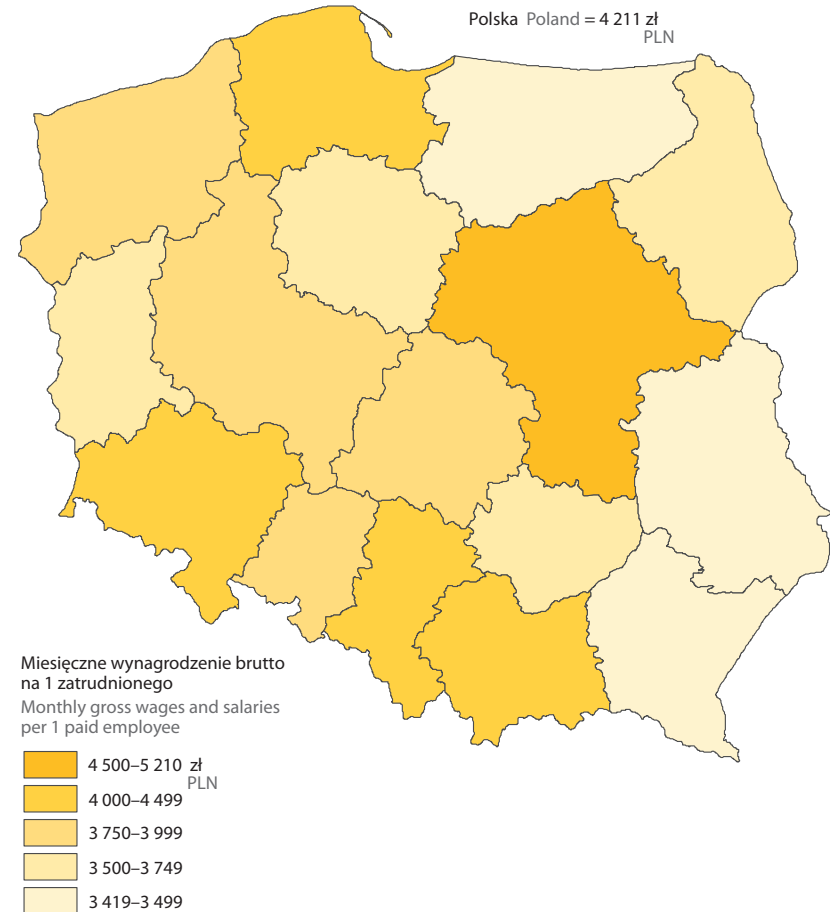 Polska Poland = 4 211 zł
PLN
Miesięczne wynagrodzenie brutto
na 1 zatrudnionego
Monthly gross wages and salaries
per 1 paid employee
4 500–5 210 zł
PLN
4 000–4 499
3 750–3 999
3 500–3 749
3 419–3 499